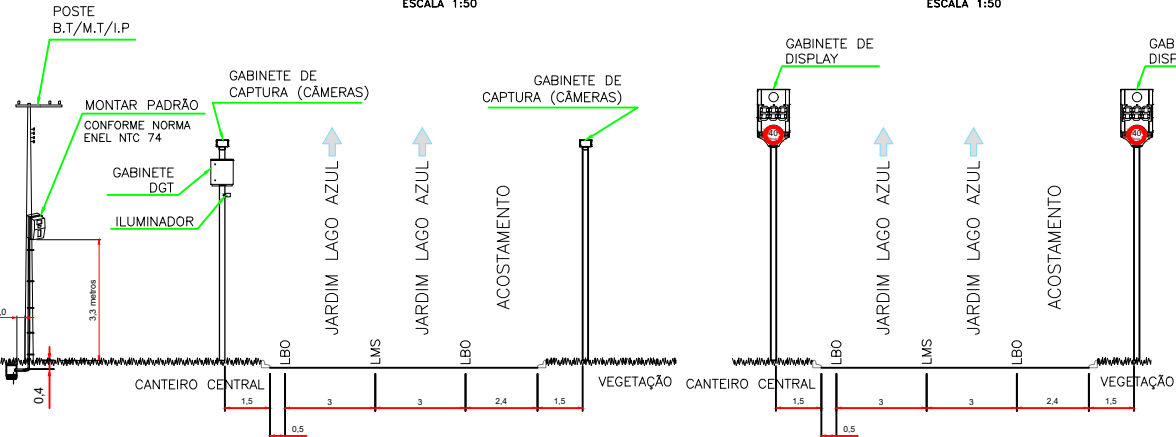 ESCALA 1:50
ESCALA 1:50
POSTE
B.T/M.T/I.P
GABINETE DE
CAPTURA (CÂMERAS)
GABINETE DE
CAPTURA (CÂMERAS)
GABINETE DE
DISPLAY
MONTAR PADRÃO
CONFORME NORMA
ENEL NTC 74
GABINETE
DGT
ILUMINADOR
3,3 metros
0,4
JARDIM LAGO AZUL
JARDIM LAGO AZUL
ACOSTAMENTO
LBO
LMS
LBO
CANTEIRO CENTRAL
VEGETAÇÃO
1,5
3
3
2,4
1,5
0,5
40
40
JARDIM LAGO AZUL
JARDIM LAGO AZUL
ACOSTAMENTO
LBO
LMS
LBO
CANTEIRO CENTRAL
VEGETAÇÃO
1,5
3
3
2,4
1,5
0,5